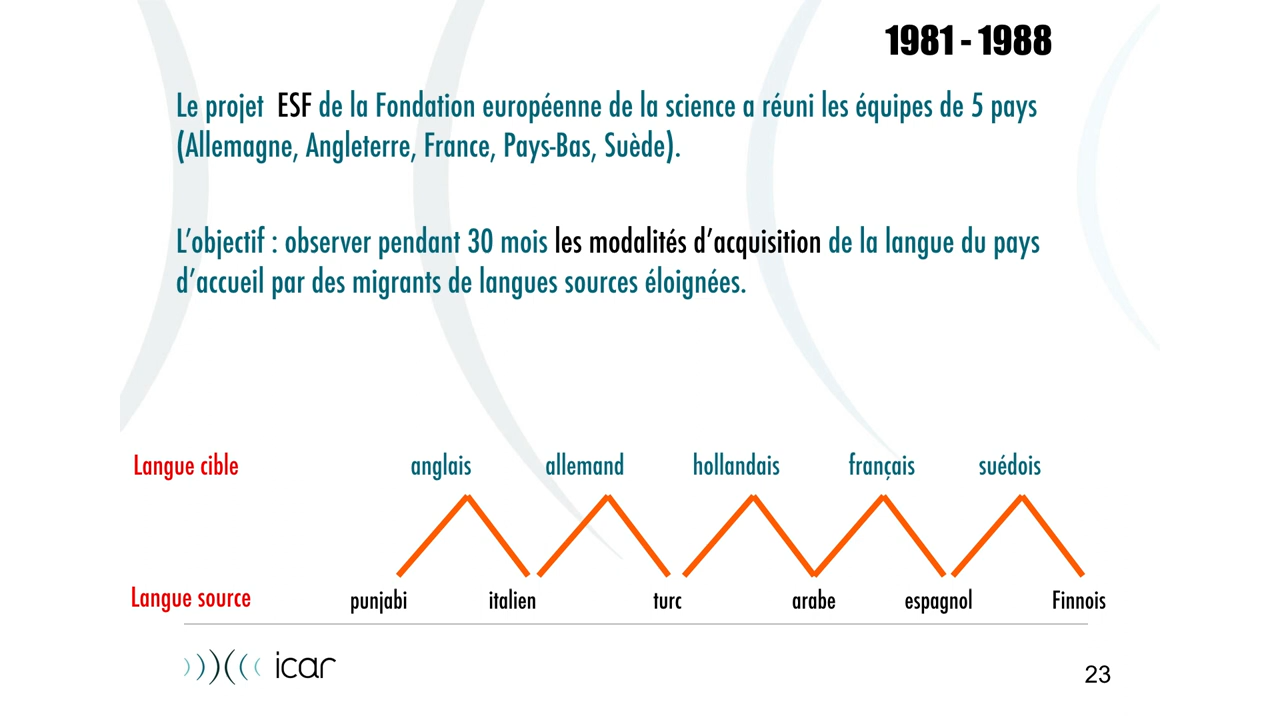 1981 - 1988
Le projet ESF de la Fondation européenne de la science a réuni les équipes de 5 pays
(Allemagne, Angleterre, France, Pays-Bas, Suède).
L’objectif : observer pendant 30 mois les modalités d’acquisition de la langue du pays
d’accueil par des migrants de langues sources éloignées.
Langue cible anglais allemand hollandais français suédois
Langue source punjabi italien turc arabe espagnol Finnois
icar
23